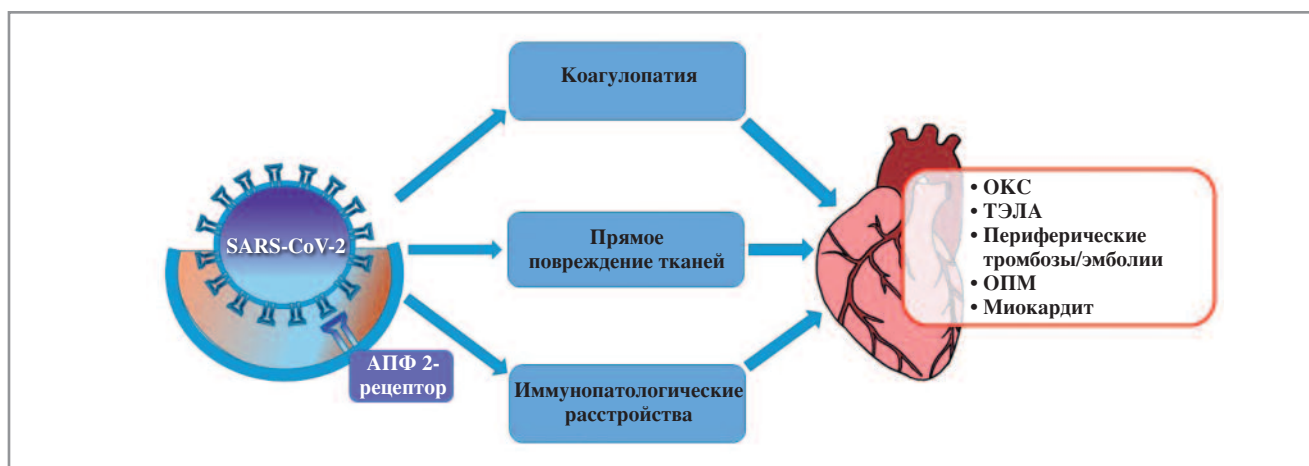 Коагулопатия
SARS-CoV-2
АПФ 2-
рецептор
Прямое
повреждение тканей
Иммунопатологические
расстройства
• ОКС
• ТЭЛА
• Периферические
тромбозы/эмболии
• ОПМ
• Миокардит